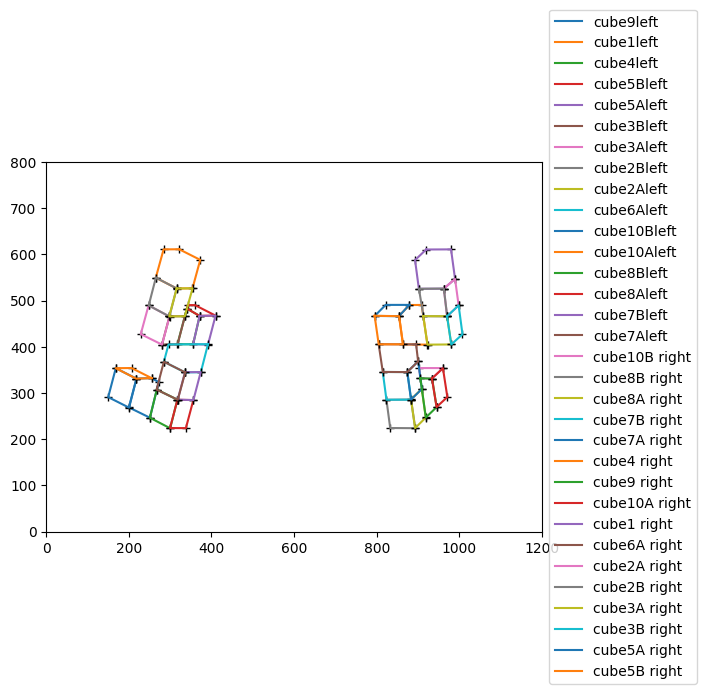 800
700
600
500
400
300
200
100
0
0 200 400 600 800 1000 1200
cube9left
cube1left
cube4left
cube5Bleft
cube5Aleft
cube3Bleft
cube3Aleft
cube2Bleft
cube2Aleft
cube6Aleft
cube10Bleft
cube10Aleft
cube8Bleft
cube8Aleft
cube7Bleft
cube7Aleft
cube10B right
cube8B right
cube8A right
cube7B right
cube7A right
cube4 right
cube9 right
cube10A right
cube1 right
cube6A right
cube2A right
cube2B right
cube3A right
cube3B right
cube5A right
cube5B right